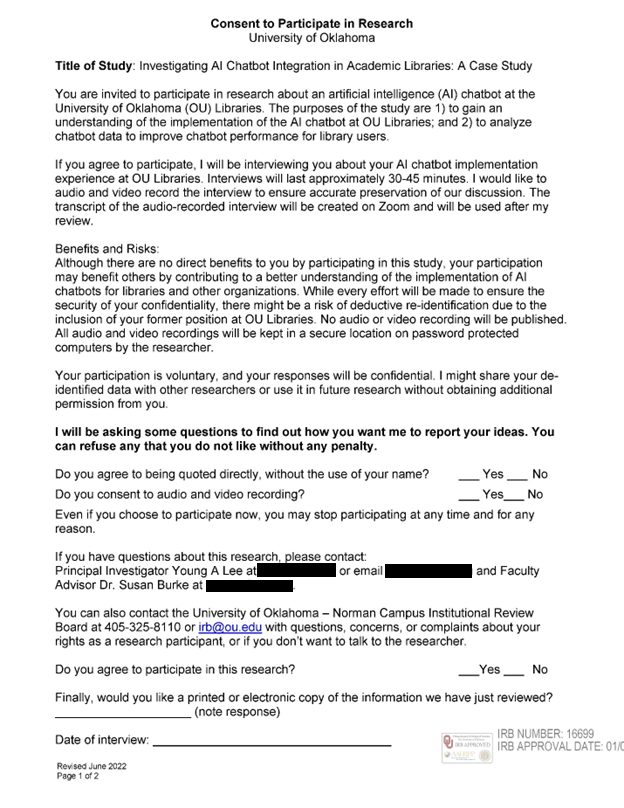 Consent to Participate in Research
University of Oklahoma
Title of Study: Investigating AI Chatbot Integration in Academic Libraries: A Case Study
You are invited to participate in research about an artificial intelligence (AI) chatbot at the
University of Oklahoma (OU) Libraries. The purposes of the study are 1) to gain an
understanding of the implementation of the AI chatbot at OU Libraries; and 2) to analyze
chatbot data to improve chatbot performance for library users.
If you agree to participate, I will be interviewing you about your AI chatbot implementation
experience at OU Libraries. Interviews will last approximately 30-45 minutes. I would like to
audio and video record the interview to ensure accurate preservation of our discussion. The
transcript of the audio-recorded interview will be created on Zoom and will be used after my
review.
Benefits and Risks:
Although there are no direct benefits to you by participating in this study, your participation
may benefit others by contributing to a better understanding of the implementation of AI
chatbots for libraries and other organizations. While every effort will be made to ensure the
security of your confidentiality, there might be a risk of deductive re-identification due to the
inclusion of your former position at OU Libraries. No audio or video recording will be published.
All audio and video recordings will be kept in a secure location on password protected
computers by the researcher.
Your participation is voluntary, and your responses will be confidential. I might share your de-
identified data with other researchers or use it in future research without obtaining additional
permission from you.
I will be asking some questions to find out how you want me to report your ideas. You
can refuse any that you do not like without any penalty.
Do you agree to being quoted directly, without the use of your name? ___ Yes ___ No
Do you consent to audio and video recording? ___ Yes___ No
Even if you choose to participate now, you may stop participating at any time and for any
reason.
If you have questions about this research, please contact:
Principal Investigator Young A Lee at or email and Faculty
Advisor Dr. Susan Burke at .
You can also contact the University of Oklahoma – Norman Campus Institutional Review
Board at 405-325-8110 or irb@ou.edu with questions, concerns, or complaints about your
rights as a research participant, or if you don't want to talk to the researcher.
Do you agree to participate in this research? ___Yes ___ No
Finally, would you like a printed or electronic copy of the information we have just reviewed?
____________________ (note response)
Date of interview: ___________________________________
IRB APPROVED
IRB NUMBER: 16699
IRB APPROVAL DATE: 01/0
Revised June 2022
Page 1 of 2